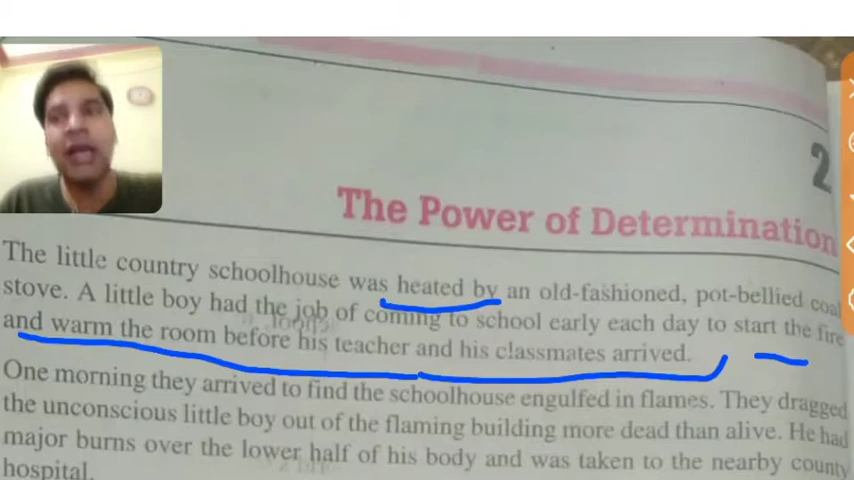 2
The Power of Determination
The little country schoolhouse was heated by an old-fashioned, pot-bellied coal
stove. A little boy had the job of coming to school early each day to start the fire
and warm the room before his teacher and his classmates arrived.
One morning they arrived to find the schoolhouse engulfed in flames. They dragged
the unconscious little boy out of the flaming building more dead than alive. He had
major burns over the lower half of his body and was taken to the nearby county
hospital.